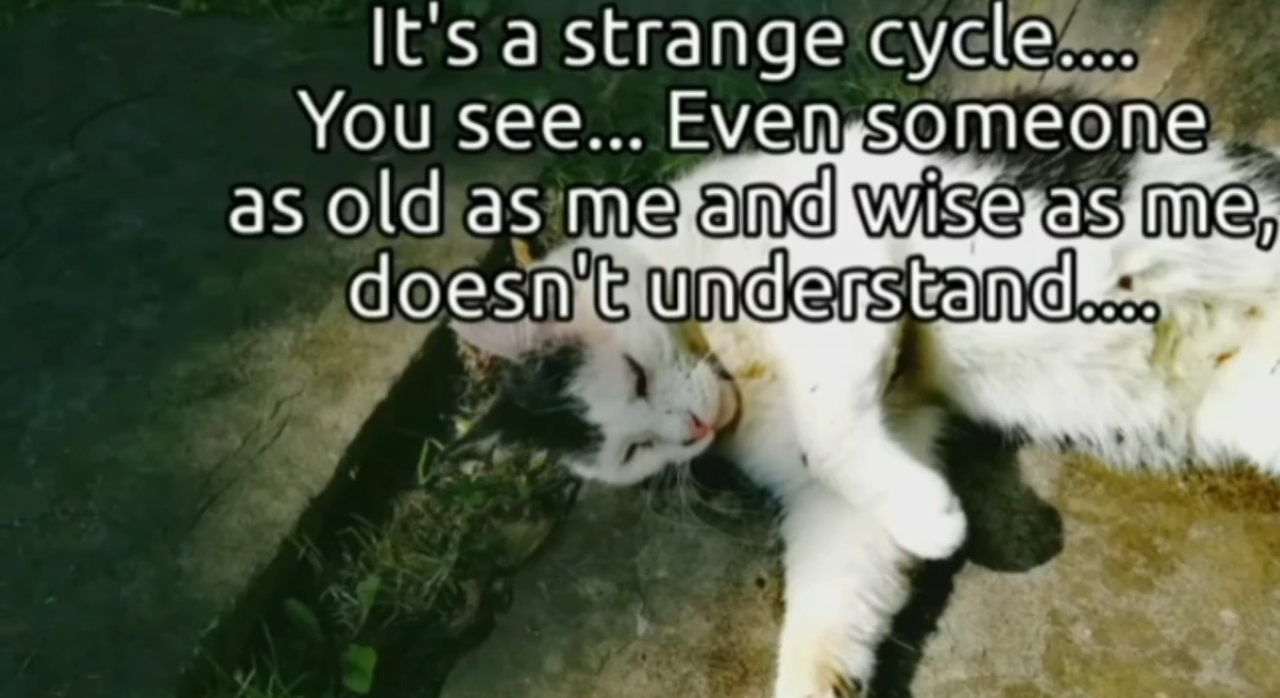 It's a strange cycle....
You see... Even someone
as old as me and wise as me,
doesn't understand....